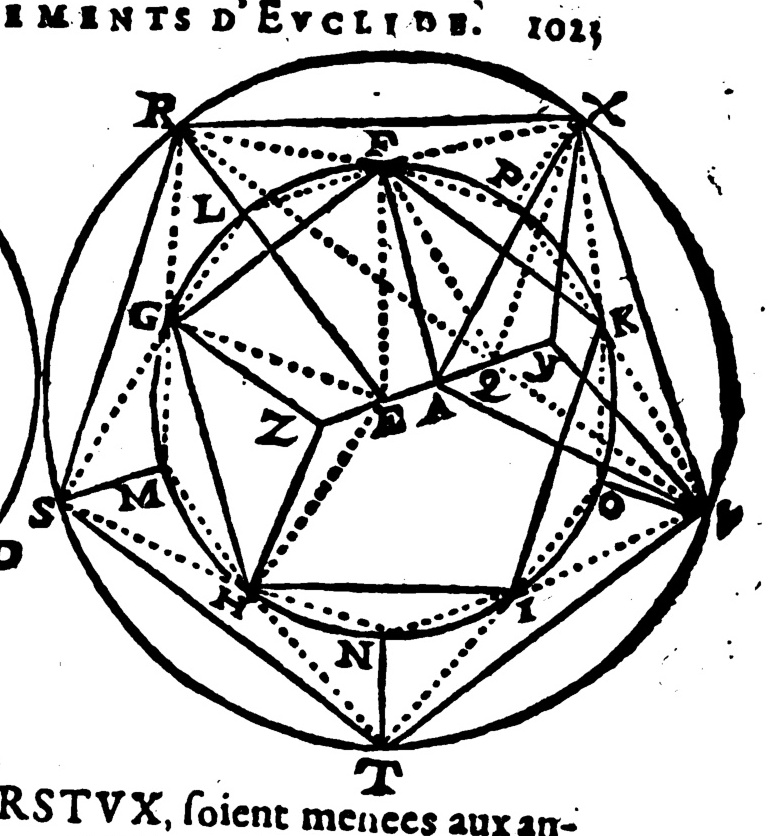 EMENTS D'EVCLIDE. 1023
R X
F
P
L
G K
E A Q y
Z
S M O V
D
H I
N
T
RSTVX, ſoient menees aux an-